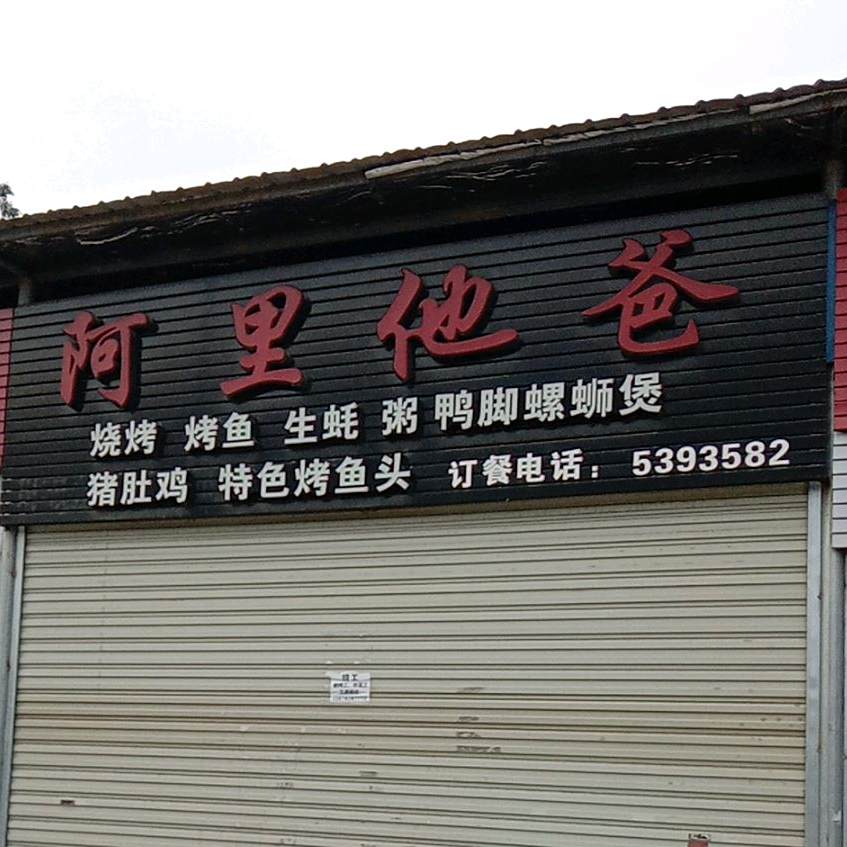 阿里他爸
烧烤 烤鱼 生蚝 粥 鸭脚螺蛳煲
猪肚鸡 特色烤鱼头 订餐电话：5393582